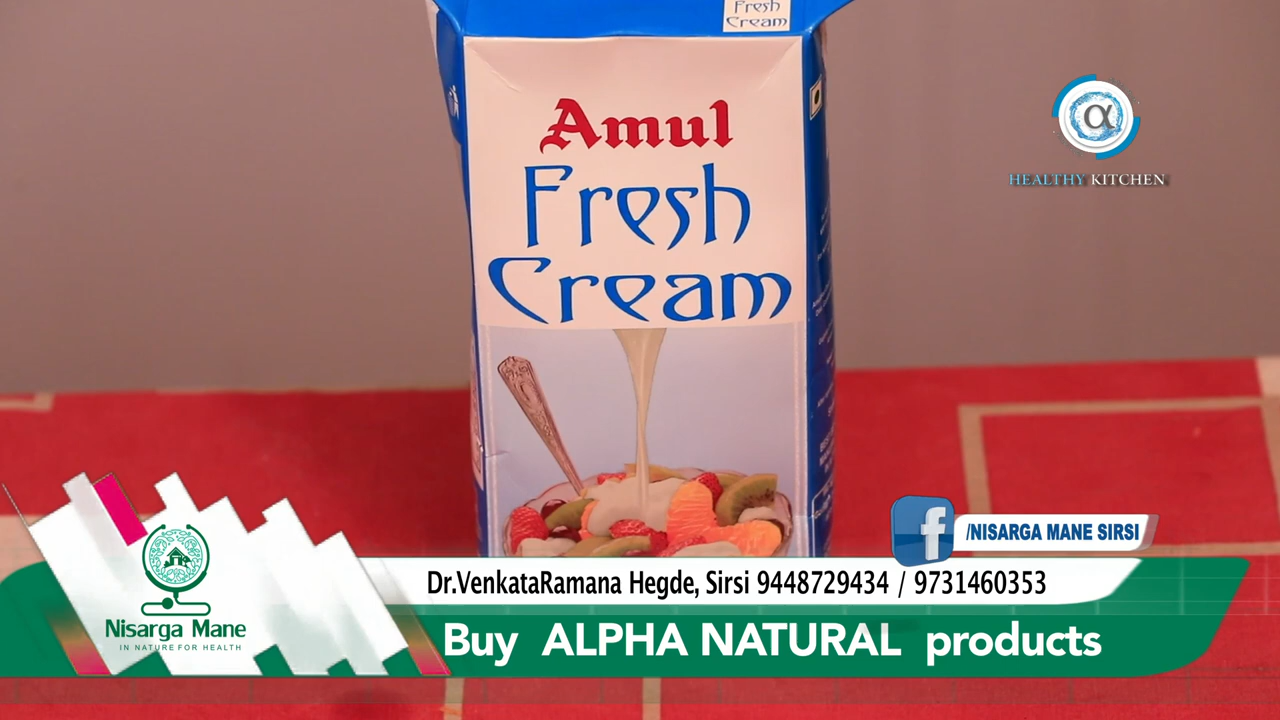 Fresh
Cream
Amul
Fresh
Cream
α
HEALTHY KITCHEN
/NISARGA MANE SIRSI
Dr.VenkataRamana Hegde, Sirsi 9448729434 / 9731460353
Nisarga Mane
IN NATURE FOR HEALTH
Buy ALPHA NATURAL products